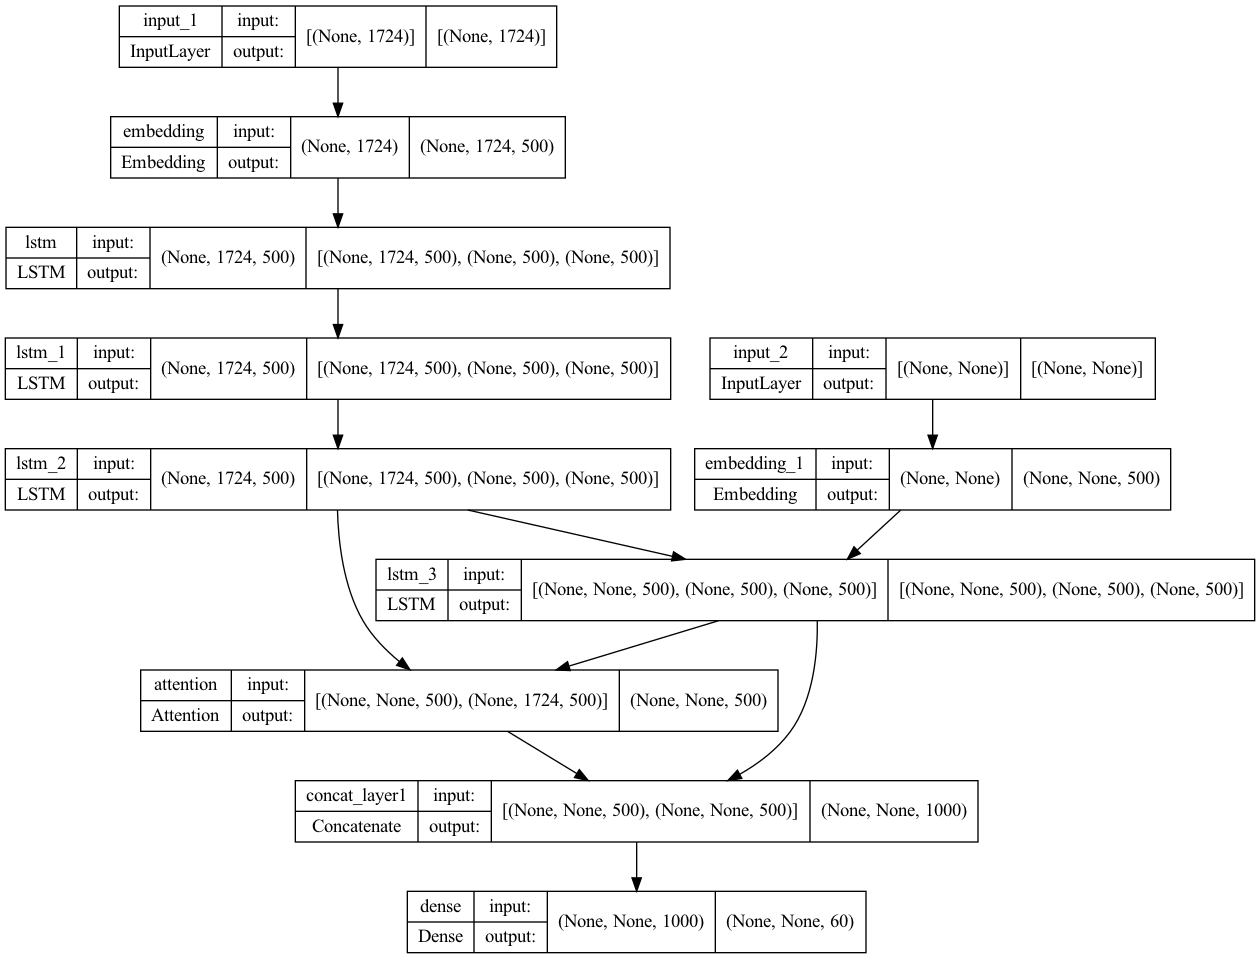 input_1 input: [(None, 1724)] [(None, 1724)]
InputLayer output:
embedding input: (None, 1724) (None, 1724, 500)
Embedding output:
lstm input: (None, 1724, 500) [(None, 1724, 500), (None, 500), (None, 500)]
LSTM output:
lstm_1 input: (None, 1724, 500) [(None, 1724, 500), (None, 500), (None, 500)]
LSTM output:
input_2 input: [(None, None)] [(None, None)]
InputLayer output:
lstm_2 input: (None, 1724, 500) [(None, 1724, 500), (None, 500), (None, 500)]
LSTM output:
embedding_1 input: (None, None) (None, None, 500)
Embedding output:
lstm_3 input: [(None, None, 500), (None, 500), (None, 500)] [(None, None, 500), (None, 500), (None, 500)]
LSTM output:
attention input: [(None, None, 500), (None, 1724, 500)] (None, None, 500)
Attention output:
concat_layer1 input: [(None, None, 500), (None, None, 500)] (None, None, 1000)
Concatenate output:
dense input: (None, None, 1000) (None, None, 60)
Dense output: